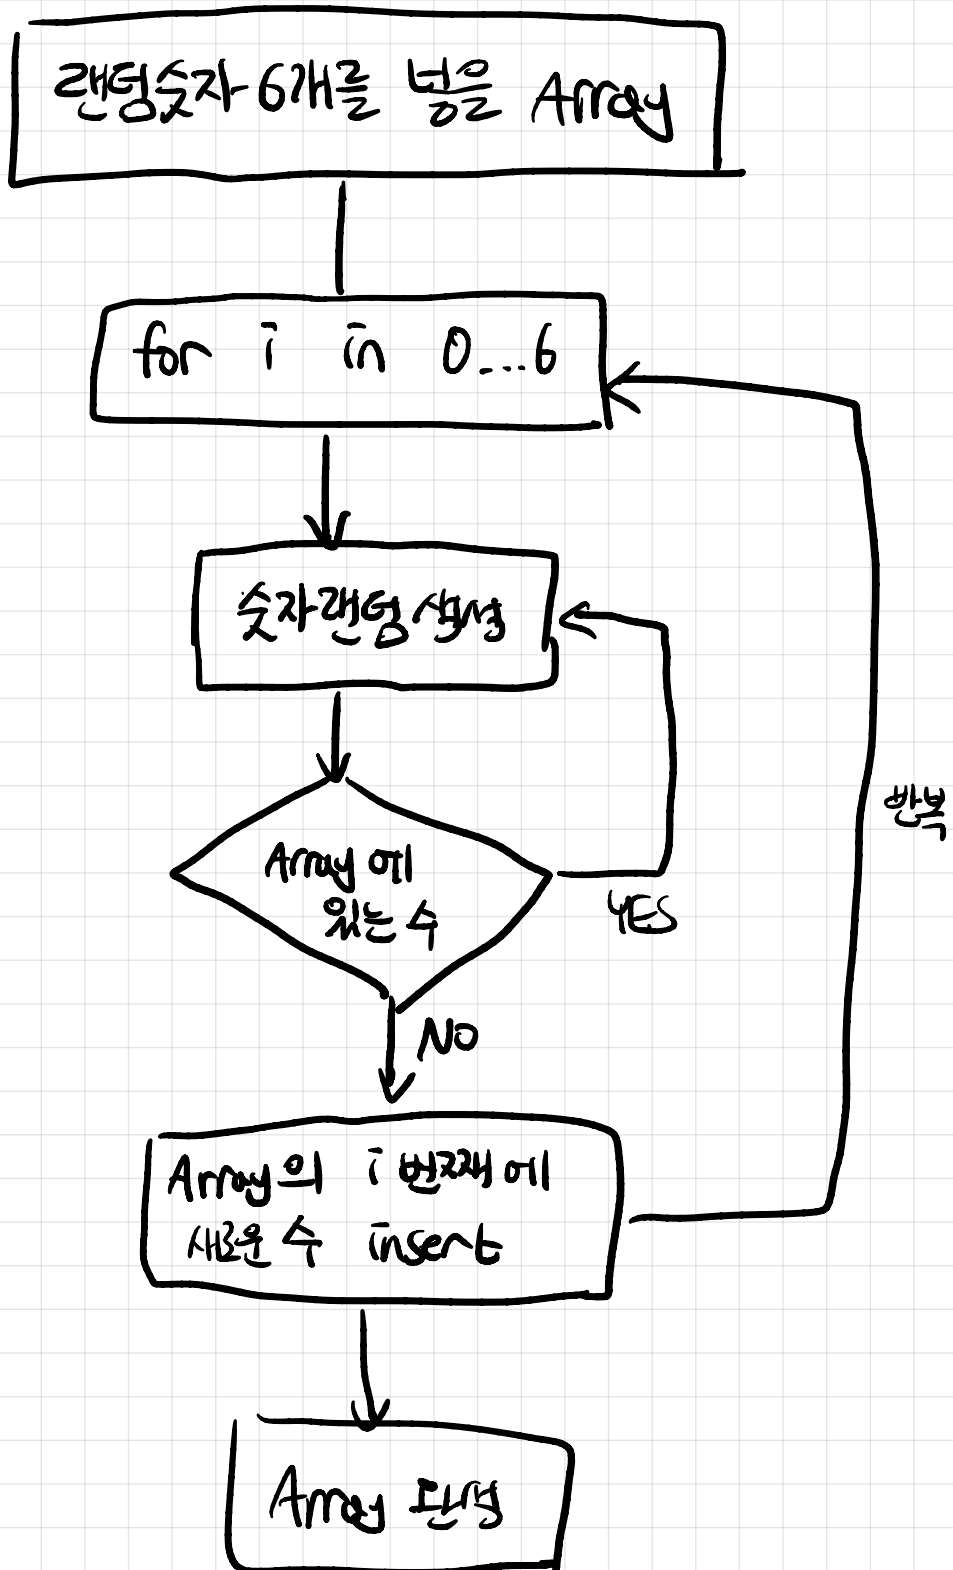 랜덤숫자 6개를 넣을 Array
for i in 0...6
숫자랜덤생성
Array에
있는 수
YES
NO
반복
Array의 i번째에
새로운 수 insert
Array 탄생